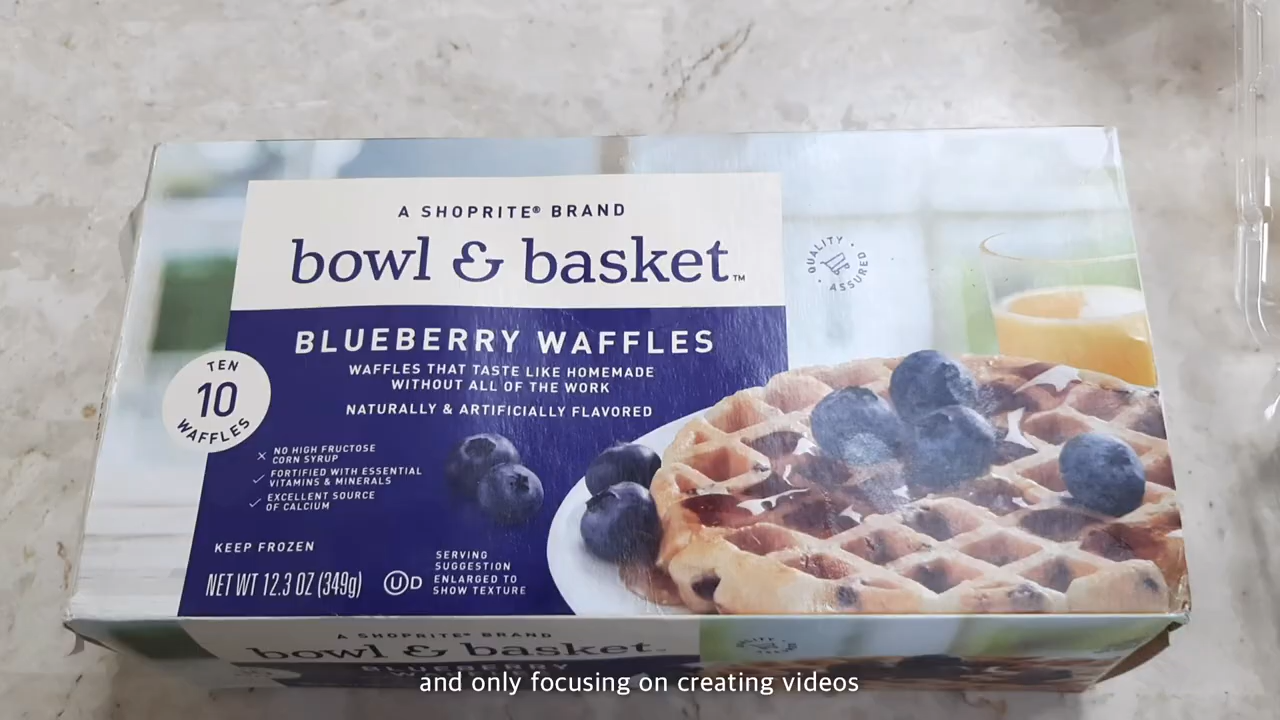 A SHOPRITE® BRAND
bowl & basket™
QUALITY • ASSURED •
BLUEBERRY WAFFLES
WAFFLES THAT TASTE LIKE HOMEMADE
WITHOUT ALL OF THE WORK
NATURALLY & ARTIFICIALLY FLAVORED
TEN
10
WAFFLES
NO HIGH FRUCTOSE
CORN SYRUP
FORTIFIED WITH ESSENTIAL
VITAMINS & MINERALS
EXCELLENT SOURCE
OF CALCIUM
KEEP FROZEN
NET WT 12.3 OZ (349g)
U D
SERVING
SUGGESTION
ENLARGED TO
SHOW TEXTURE
A SHOPRITE® BRAND
bowl & basket™
BLUEBERRY
and only focusing on creating videos